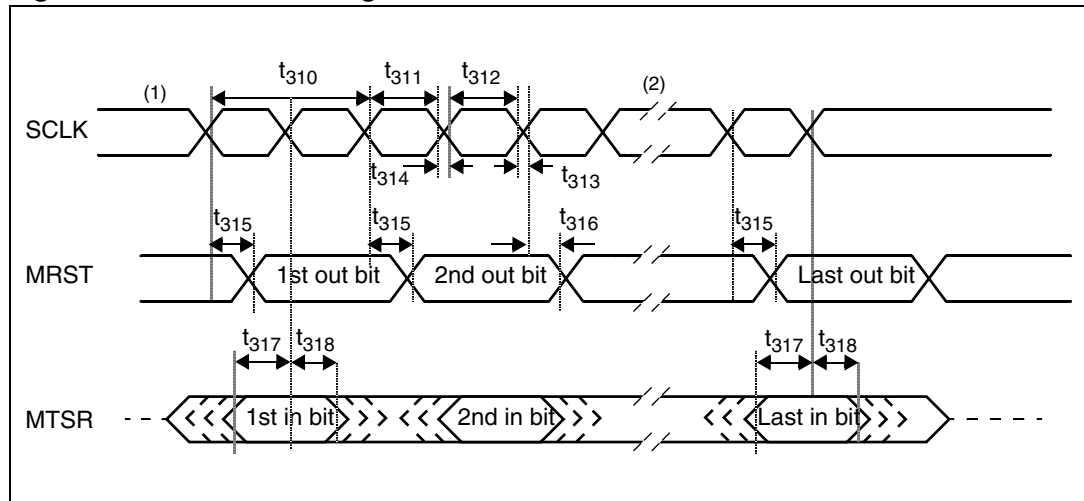 t310 t311 t312
(1) (2)
SCLK
t314 t313
t315 t315 t316 t315
MRST 1st out bit 2nd out bit Last out bit
t317 t318 t317 t318
MTSR 1st in bit 2nd in bit Last in bit